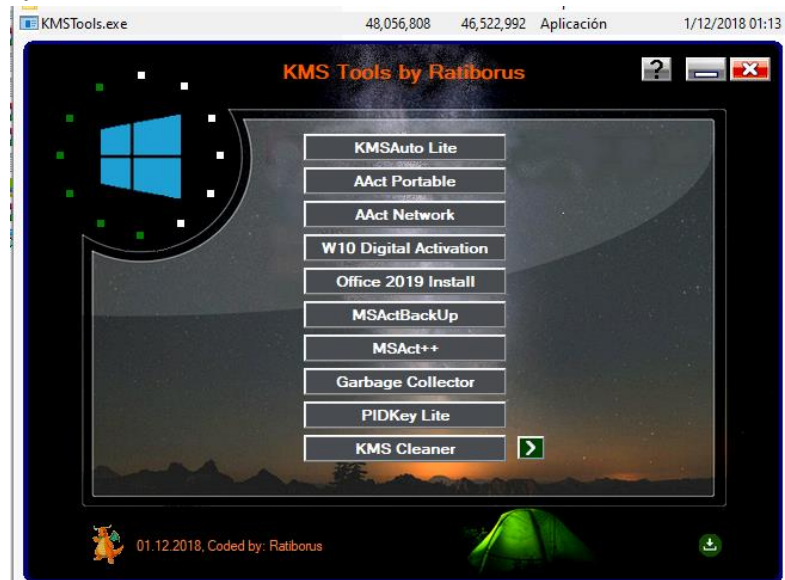 KMSTools.exe 48,056,808 46,522,992 Aplicación 1/12/2018 01:13
KMS Tools by Ratiborus
?
KMSAuto Lite
AAct Portable
AAct Network
W10 Digital Activation
Office 2019 Install
MSActBackUp
MSAct++
Garbage Collector
PIDKey Lite
KMS Cleaner
01.12.2018, Coded by: Ratiborus